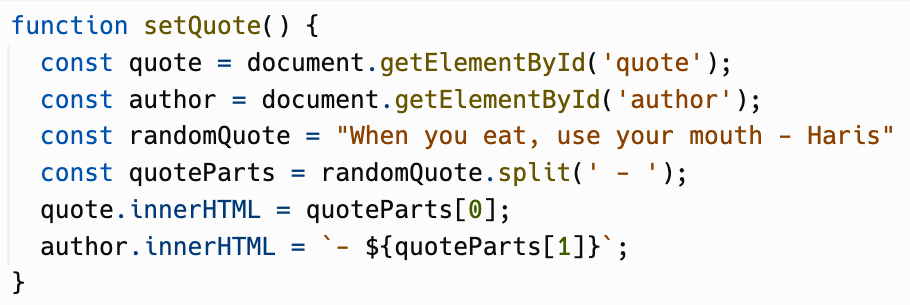 function setQuote() {
  const quote = document.getElementById('quote');
  const author = document.getElementById('author');
  const randomQuote = "When you eat, use your mouth - Haris"
  const quoteParts = randomQuote.split(' - ');
  quote.innerHTML = quoteParts[0];
  author.innerHTML = `- ${quoteParts[1]}`;
}